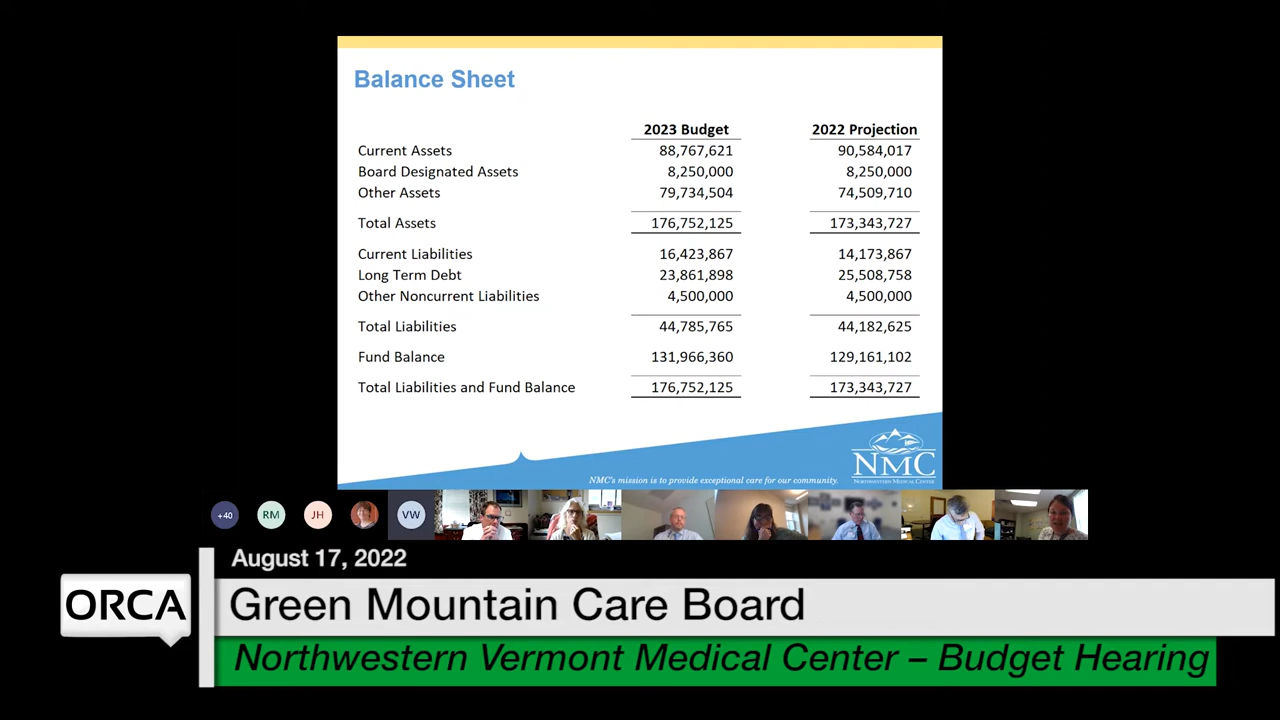 Balance Sheet
2023 Budget 2022 Projection
Current Assets 88,767,621 90,584,017
Board Designated Assets 8,250,000 8,250,000
Other Assets 79,734,504 74,509,710
Total Assets 176,752,125 173,343,727
Current Liabilities 16,423,867 14,173,867
Long Term Debt 23,861,898 25,508,758
Other Noncurrent Liabilities 4,500,000 4,500,000
Total Liabilities 44,785,765 44,182,625
Fund Balance 131,966,360 129,161,102
Total Liabilities and Fund Balance 176,752,125 173,343,727
NMC
NORTHWESTERN MEDICAL CENTER
NMC's mission is to provide exceptional care for our community.
+40 RM JH VW
August 17, 2022
ORCA
Green Mountain Care Board
Northwestern Vermont Medical Center – Budget Hearing